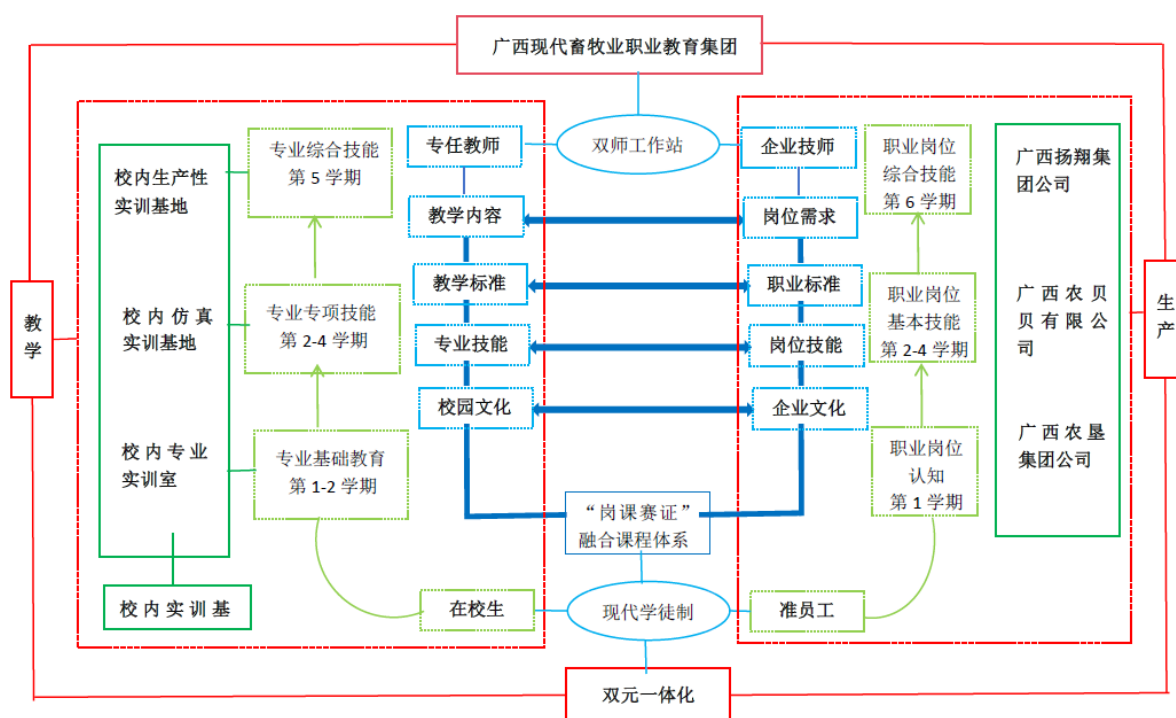 广西现代畜牧业职业教育集团
双师工作站
教学
校内生产性
实训基地
校内仿真
实训基地
校内专业
实训室
校内实训基
专业综合技能
第 5 学期
专业专项技能
第 2-4 学期
专业基础教育
第 1-2 学期
在校生
专任教师
教学内容
教学标准
专业技能
校园文化
企业技师
岗位需求
职业标准
岗位技能
企业文化
“岗课赛证”
融合课程体系
现代学徒制
准员工
职业岗位
综合技能
第 6 学期
职业岗位
基本技能
第 2-4 学期
职业岗位
认知
第 1 学期
广西扬翔集
团公司
广西农贝
贝有限公
司
广西农垦
集团公司
生产
双元一体化